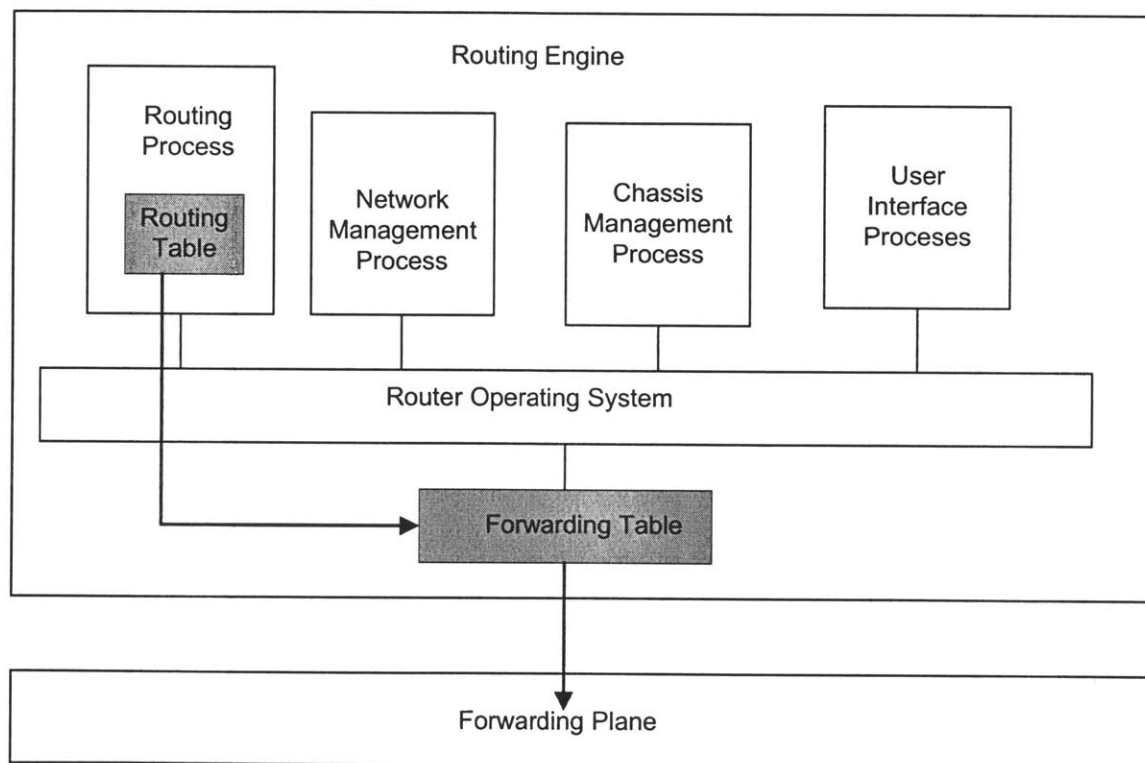 Routing Engine
Routing
Process
Routing
Table
Network
Management
Process
Chassis
Management
Process
User
Interface
Proceses
Router Operating System
Forwarding Table
Forwarding Plane